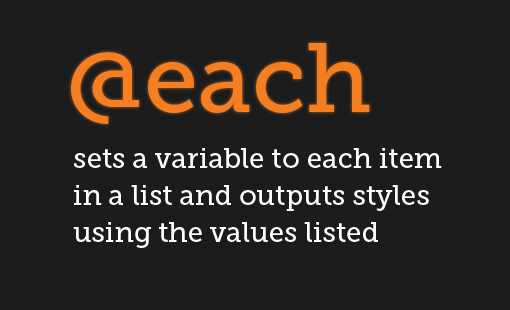 @each
sets a variable to each item
in a list and outputs styles
using the values listed